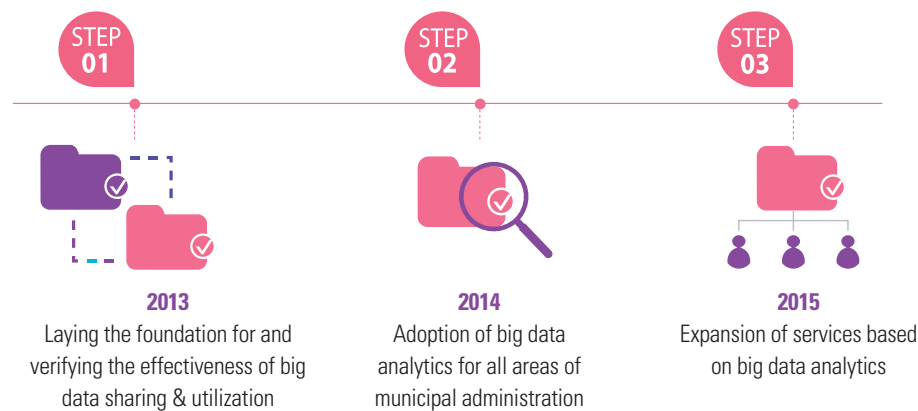 STEP
01
STEP
02
STEP
03
2013
Laying the foundation for and
verifying the effectiveness of big
data sharing & utilization
2014
Adoption of big data
analytics for all areas of
municipal administration
2015
Expansion of services based
on big data analytics